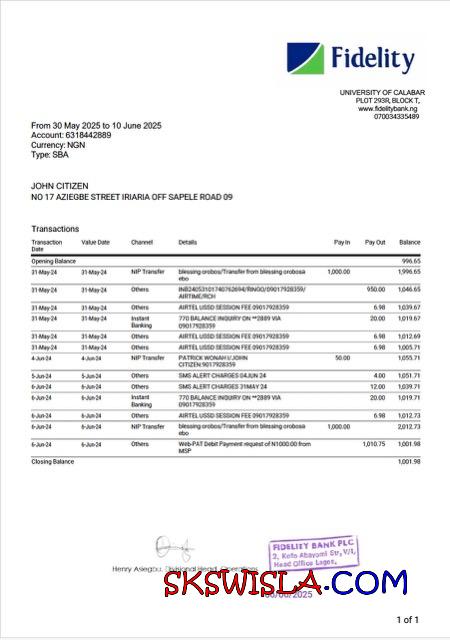 Fidelity
UNIVERSITY OF CALABAR
PLOT 293R, BLOCK T,
www.fidelitybank.ng
070034335489
From 30 May 2025 to 10 June 2025
Account: 6318442889
Currency: NGN
Type: SBA
JOHN CITIZEN
NO 17 AZIEGBE STREET IRIARIA OFF SAPELE ROAD 09
Transactions
Transaction Date Value Date Channel Details Pay In Pay Out Balance
Opening Balance 996.65
31-May-24 31-May-24 NIP Transfer blessing orobos/Transfer from blessing orobosa 1,000.00 1,996.65
ebo
31-May-24 31-May-24 Others INB24053101740762694/RINGO/09017928359/ 950.00 1,046.65
AIRTIME/RCH
31-May-24 31-May-24 Others AIRTEL USSD SESSION FEE 09017928359 6.98 1,039.67
31-May-24 31-May-24 Instant Banking 770 BALANCE INQUIRY ON **2889 VIA 20.00 1,019.67
09017928359
31-May-24 31-May-24 Others AIRTEL USSD SESSION FEE 09017928359 6.98 1,012.69
31-May-24 31-May-24 Others AIRTEL USSD SESSION FEE 09017928359 6.98 1,005.71
4-Jun-24 4-Jun-24 NIP Transfer PATRICK WONAH I/JOHN 50.00 1,055.71
CITIZEN:9017928359
5-Jun-24 5-Jun-24 Others SMS ALERT CHARGES 04JUN 24 4.00 1,051.71
6-Jun-24 6-Jun-24 Others SMS ALERT CHARGES 31MAY 24 12.00 1,039.71
6-Jun-24 6-Jun-24 Instant Banking 770 BALANCE INQUIRY ON **2889 VIA 20.00 1,019.71
09017928359
6-Jun-24 6-Jun-24 Others AIRTEL USSD SESSION FEE 09017928359 6.98 1,012.73
6-Jun-24 6-Jun-24 NIP Transfer blessing orobos/Transfer from blessing orobosa 1,000.00 2,012.73
ebo
6-Jun-24 6-Jun-24 Others Web-PAT Debit Payment request of N1000.00 from 1,010.75 1,001.98
MSP
Closing Balance 1,001.98
FIDELITY BANK PLC
2, Kofo Abayomi Str, V/I,
Head Office Lagos,
Henry Asiegbu, Divisional Head, Operations
SKSWISLA.COM
2025
1 of 1